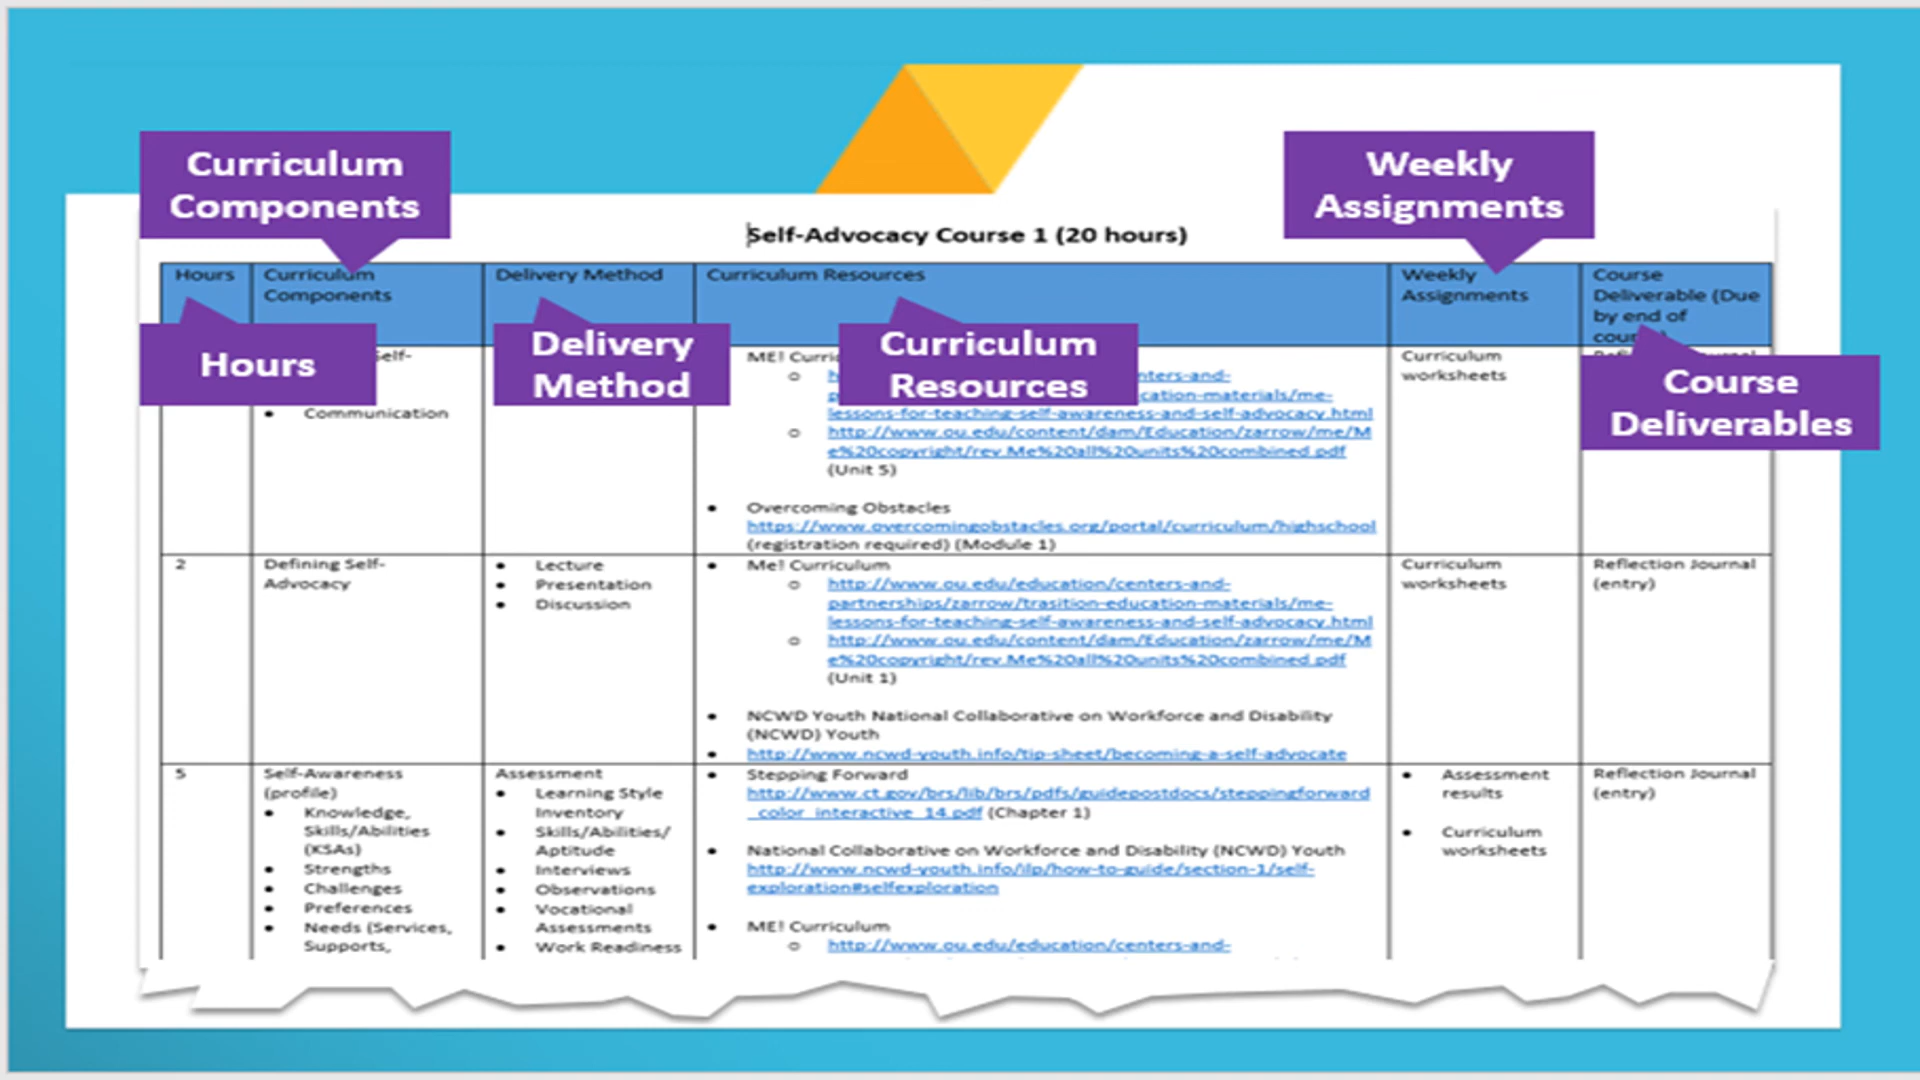 Curriculum
Components
Weekly
Assignments
Self-Advocacy Course 1 (20 hours)
Hours
Curriculum
Components
Delivery Method
Curriculum Resources
Weekly
Assignments
Course
Deliverable (Due
by end of
Hours
Delivery
Method
Curriculum
Resources
Course
Deliverables
Self-
Communication
ME!
nters-and-
cation-materials/me-
lessons-for-teaching-self-awareness-and-self-advocacy.html
http://www.ou.edu/content/dam/Education/zarrow/me/M
e%20copyright/rev.Me%20all%20units%20combined.pdf
(Unit 5)
Overcoming Obstacles
https://www.overcomingobstacles.org/portal/curriculum/highschool
(registration required) (Module 1)
Curriculum
worksheets
2
Defining Self-
Advocacy
Lecture
Presentation
Discussion
Me! Curriculum
http://www.ou.edu/education/centers-and-
partnerships/zarrow/trasition-education-materials/me-
lessons-for-teaching-self-awareness-and-self-advocacy.html
http://www.ou.edu/content/dam/Education/zarrow/me/M
e%20copyright/rev.Me%20all%20units%20combined.pdf
(Unit 1)
NCWD Youth National Collaborative on Workforce and Disability
(NCWD) Youth
http://www.ncwd-youth.info/tip-sheet/becoming-a-self-advocate
Curriculum
worksheets
Reflection Journal
(entry)
5
Self-Awareness
(profile)
Knowledge,
Skills/Abilities
(KSAs)
Strengths
Challenges
Preferences
Needs (Services,
Supports,
Assessment
Learning Style
Inventory
Skills/Abilities/
Aptitude
Interviews
Observations
Vocational
Assessments
Work Readiness
Stepping Forward
http://www.ct.gov/brs/lib/brs/pdfs/guidepostdocs/steppingforward
_color_interactive_14.pdf (Chapter 1)
National Collaborative on Workforce and Disability (NCWD) Youth
http://www.ncwd-youth.info/ilp/how-to-guide/section-1/self-
exploration#selfexploration
ME! Curriculum
http://www.ou.edu/education/centers-and-
Assessment
results
Curriculum
worksheets
Reflection Journal
(entry)